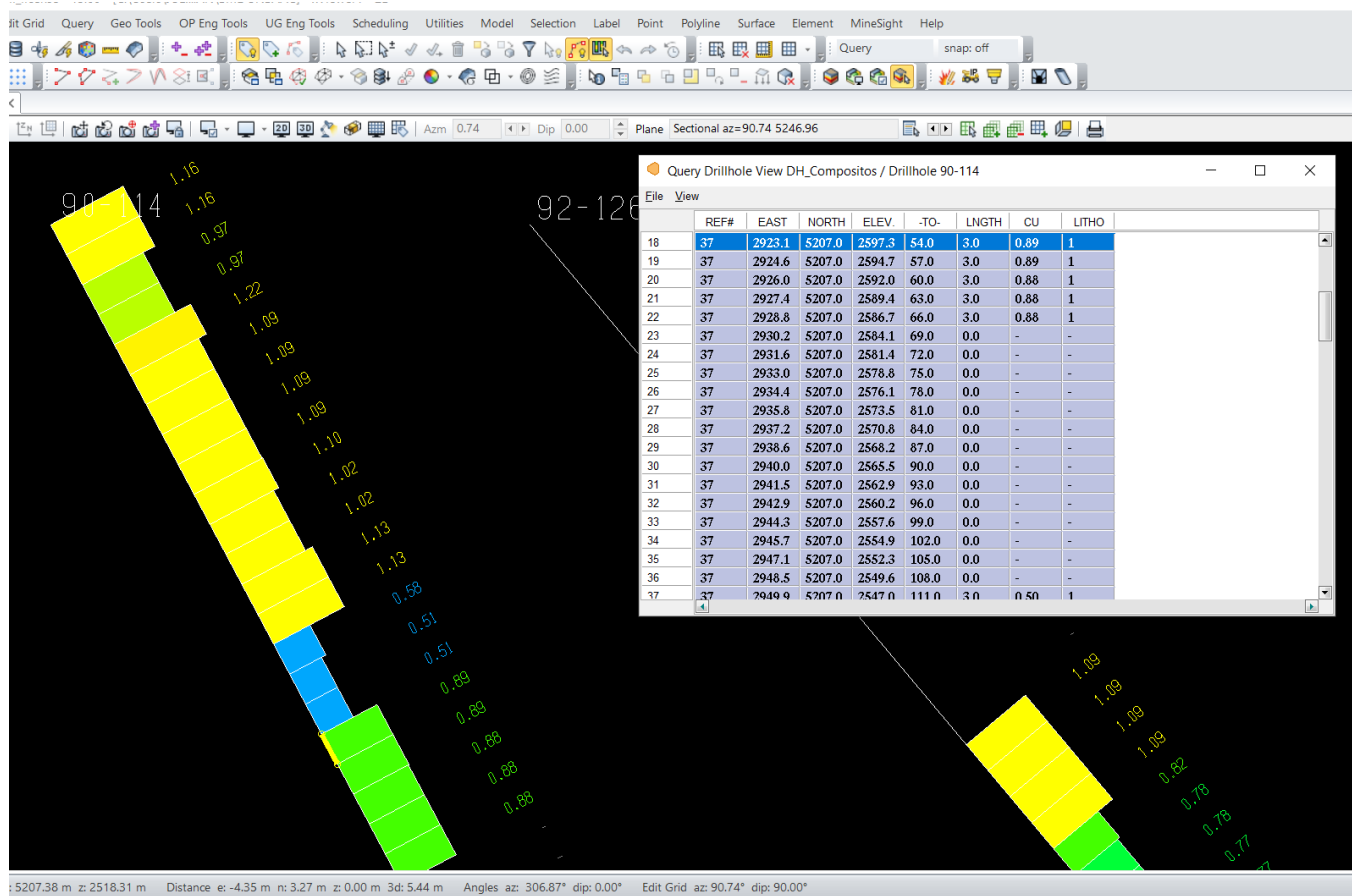 dit Grid Query Geo Tools OP Eng Tools UG Eng Tools Scheduling Utilities Model Selection Label Point Polyline Surface Element MineSight Help
Query snap: off
2D 3D Azm 0.74 Dip 0.00 Plane Sectional az=90.74 5246.96
Query Drillhole View DH_Compositos / Drillhole 90-114
File View
REF# EAST NORTH ELEV. -TO- LNGTH CU LITHO
18 37 2923.1 5207.0 2597.3 54.0 3.0 0.89 1
19 37 2924.6 5207.0 2594.7 57.0 3.0 0.89 1
20 37 2926.0 5207.0 2592.0 60.0 3.0 0.88 1
21 37 2927.4 5207.0 2589.4 63.0 3.0 0.88 1
22 37 2928.8 5207.0 2586.7 66.0 3.0 0.88 1
23 37 2930.2 5207.0 2584.1 69.0 0.0 - -
24 37 2931.6 5207.0 2581.4 72.0 0.0 - -
25 37 2933.0 5207.0 2578.8 75.0 0.0 - -
26 37 2934.4 5207.0 2576.1 78.0 0.0 - -
27 37 2935.8 5207.0 2573.5 81.0 0.0 - -
28 37 2937.2 5207.0 2570.8 84.0 0.0 - -
29 37 2938.6 5207.0 2568.2 87.0 0.0 - -
30 37 2940.0 5207.0 2565.5 90.0 0.0 - -
31 37 2941.5 5207.0 2562.9 93.0 0.0 - -
32 37 2942.9 5207.0 2560.2 96.0 0.0 - -
33 37 2944.3 5207.0 2557.6 99.0 0.0 - -
34 37 2945.7 5207.0 2554.9 102.0 0.0 - -
35 37 2947.1 5207.0 2552.3 105.0 0.0 - -
36 37 2948.5 5207.0 2549.6 108.0 0.0 - -
37 37 2949.9 5207.0 2547.0 111.0 3.0 0.50 1
90-114
1.16
1.16
0.97
0.97
1.22
1.09
1.09
1.09
1.09
1.10
1.02
1.02
1.13
1.13
0.58
0.51
0.51
0.89
0.89
0.88
0.88
0.88
-
-
92-126
-
1.09
1.09
1.09
1.09
0.82
0.78
0.78
0.77
: 5207.38 m z: 2518.31 m Distance e: -4.35 m n: 3.27 m z: 0.00 m 3d: 5.44 m Angles az: 306.87° dip: 0.00° Edit Grid az: 90.74° dip: 90.00°